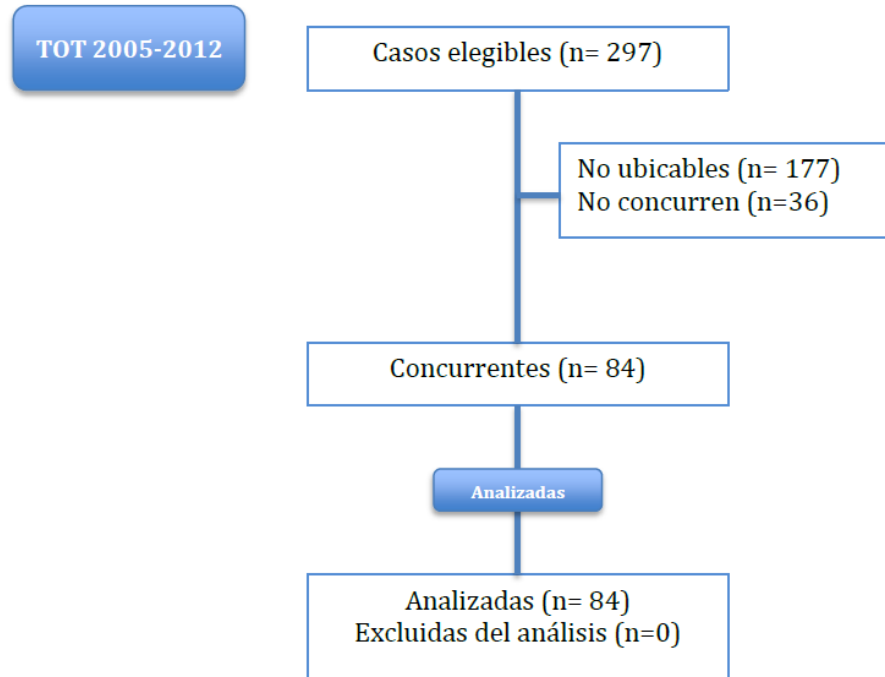 TOT 2005-2012
Casos elegibles (n= 297)
No ubicables (n= 177)
No concurren (n=36)
Concurrentes (n= 84)
Analizadas
Analizadas (n= 84)
Excluidas del análisis (n=0)